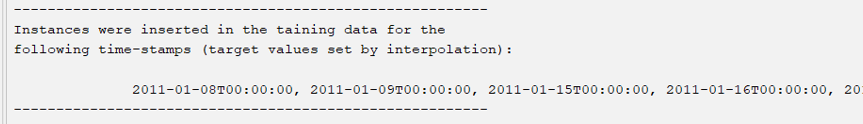 ---------------------------------------------------------
Instances were inserted in the taining data for the
following time-stamps (target values set by interpolation):
2011-01-08T00:00:00, 2011-01-09T00:00:00, 2011-01-15T00:00:00, 2011-01-16T00:00:00, 20
---------------------------------------------------------